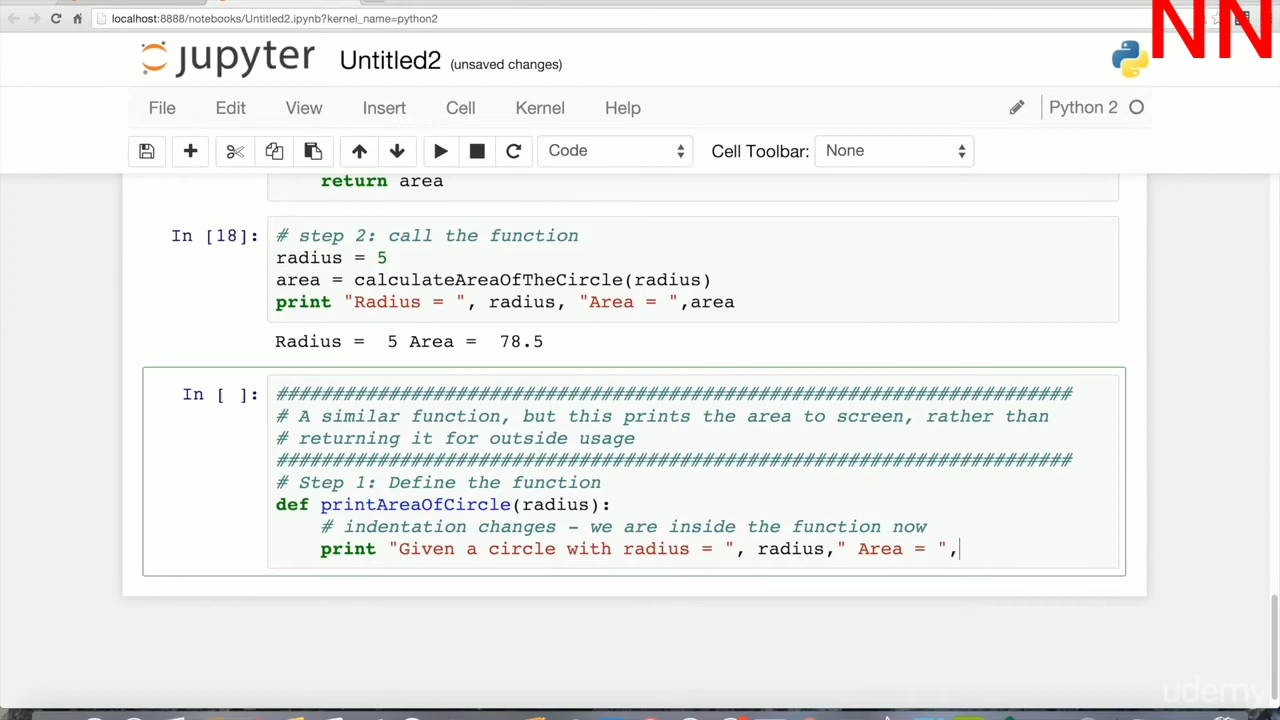 localhost:8888/notebooks/Untitled2.ipynb?kernel_name=python2
NN
jupyter Untitled2 (unsaved changes)
File Edit View Insert Cell Kernel Help Python 2
Code Cell Toolbar: None
return area
In [18]: # step 2: call the function
radius = 5
area = calculateAreaOfTheCircle(radius)
print "Radius = ", radius, "Area = ",area
Radius =  5 Area =  78.5
In [ ]: #######################################################################
# A similar function, but this prints the area to screen, rather than
# returning it for outside usage
#######################################################################
# Step 1: Define the function
def printAreaOfCircle(radius):
# indentation changes - we are inside the function now
print "Given a circle with radius = ", radius," Area = ",
udemy